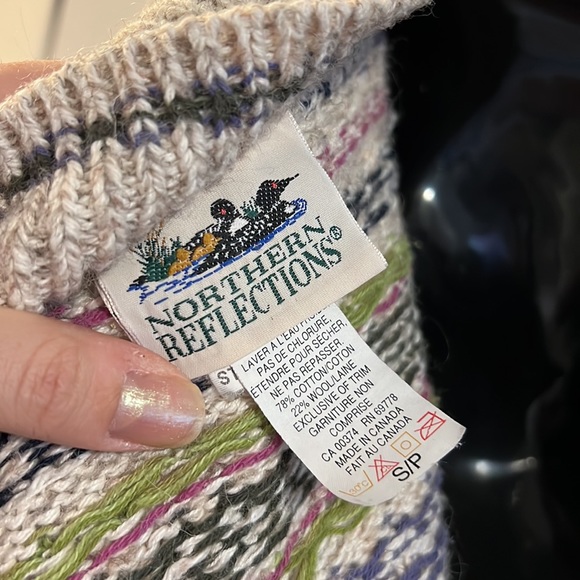 NORTHERN
REFLECTIONS®
ST
LAVER À L'EAU
PAS DE CHLORURE.
ÉTENDRE POUR SÉCHER.
NE PAS REPASSER.
78% COTTON/COTON
22% WOOL/LAINE
EXCLUSIVE OF TRIM
GARNITURE NON
COMPRISE
CA 00374 RN 69778
MADE IN CANADA
FAIT AU CANADA
S/P